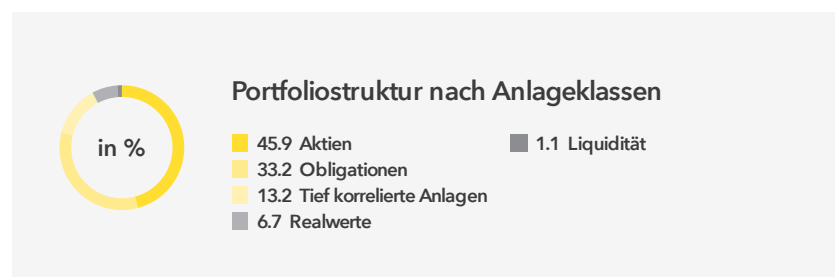 Portfoliostruktur nach Anlageklassen
in %
45.9 Aktien
33.2 Obligationen
13.2 Tief korrelierte Anlagen
6.7 Realwerte
1.1 Liquidität